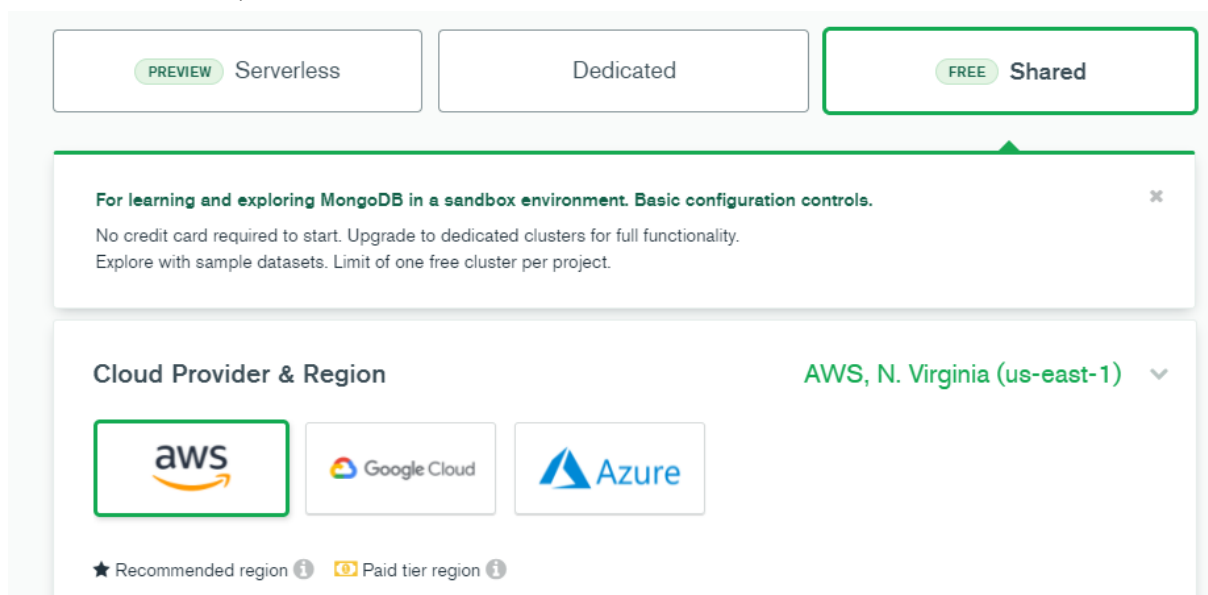 PREVIEW Serverless
Dedicated
FREE Shared
For learning and exploring MongoDB in a sandbox environment. Basic configuration controls.
No credit card required to start. Upgrade to dedicated clusters for full functionality.
Explore with sample datasets. Limit of one free cluster per project.
Cloud Provider & Region
AWS, N. Virginia (us-east-1)
aws
Google Cloud
Azure
Recommended region
Paid tier region